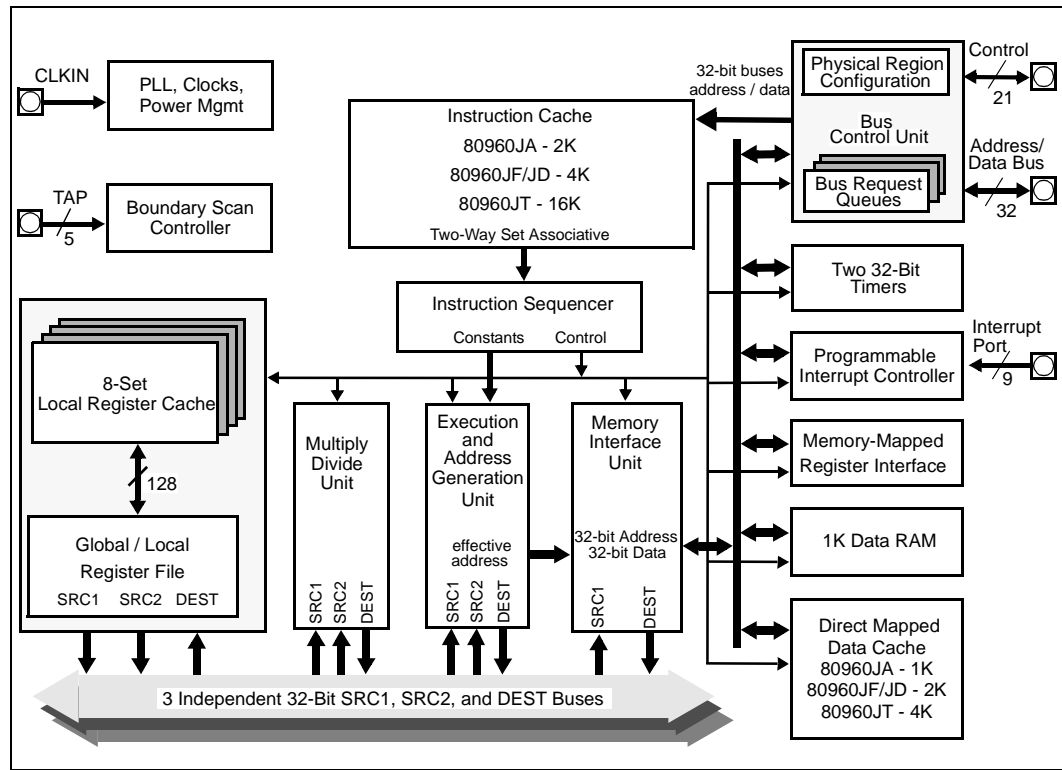 CLKIN
PLL, Clocks,
Power Mgmt
TAP
5
Boundary Scan
Controller
Instruction Cache
80960JA - 2K
80960JF/JD - 4K
80960JT - 16K
Two-Way Set Associative
32-bit buses
address / data
Physical Region
Configuration
Bus
Control Unit
Bus Request
Queues
Control
21
Address/
Data Bus
32
Instruction Sequencer
Constants
Control
Two 32-Bit
Timers
Programmable
Interrupt Controller
Interrupt
Port
9
Memory-Mapped
Register Interface
1K Data RAM
Direct Mapped
Data Cache
80960JA - 1K
80960JF/JD - 2K
80960JT - 4K
8-Set
Local Register Cache
128
Global / Local
Register File
SRC1
SRC2
DEST
Multiply
Divide
Unit
SRC1
SRC2
DEST
Execution
and
Address
Generation
Unit
effective
address
SRC1
SRC2
DEST
Memory
Interface
Unit
32-bit Address
32-bit Data
SRC1
DEST
3 Independent 32-Bit SRC1, SRC2, and DEST Buses